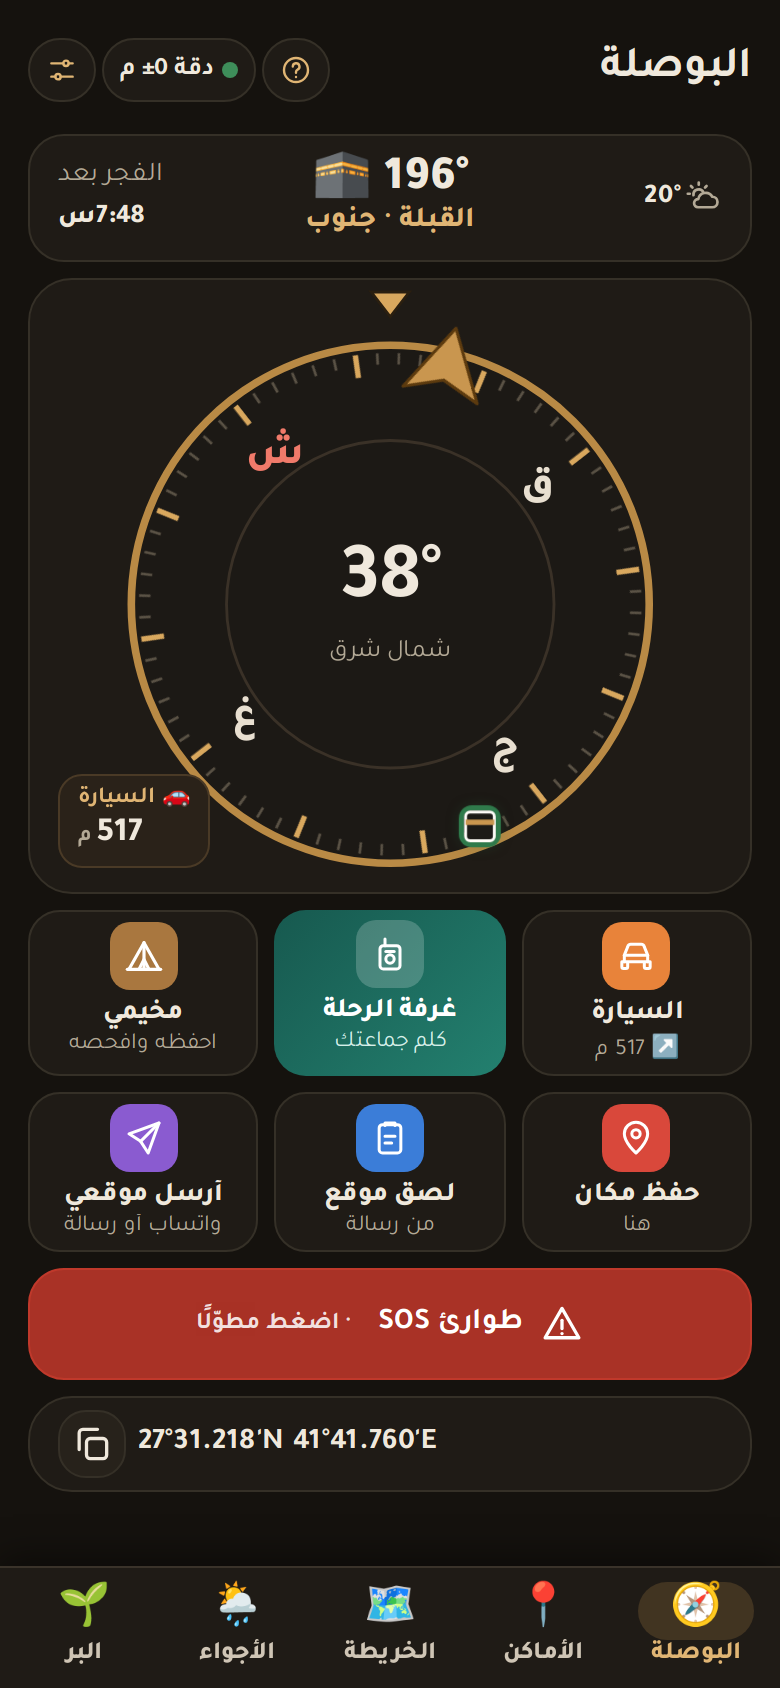 البوصلة
دقة ±0 م
20°
196°
القبلة · جنوب
الفجر بعد
7:48س
ش
ق
38°
شمال شرق
غ
ج
السيارة
517 م
السيارة
517 م
غرفة الرحلة
كلم جماعتك
مخيمي
احفظه وافحصه
حفظ مكان
هنا
لصق موقع
من رسالة
أرسل موقعي
واتساب أو رسالة
طوارئ SOS · اضغط مطوّلًا
27°31.218'N 41°41.760'E
البوصلة
الأماكن
الخريطة
الأجواء
البر